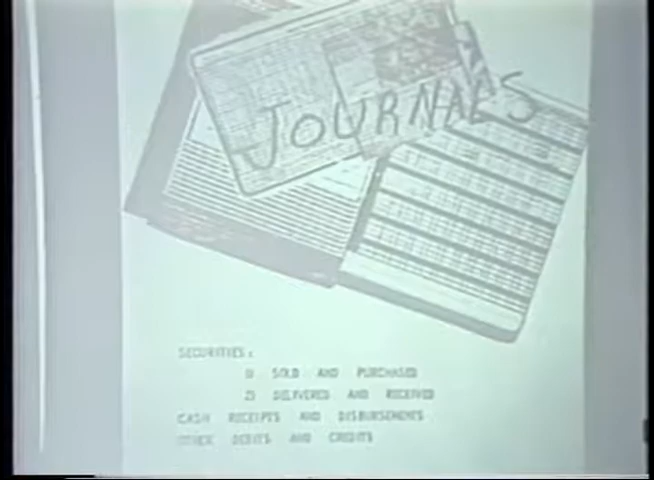 JOURNALS
SECURITIES:
1) SOLD AND PURCHASED
2) DELIVERED AND RECEIVED
CASH RECEIPTS AND DISBURSEMENTS
OTHER DEBITS AND CREDITS